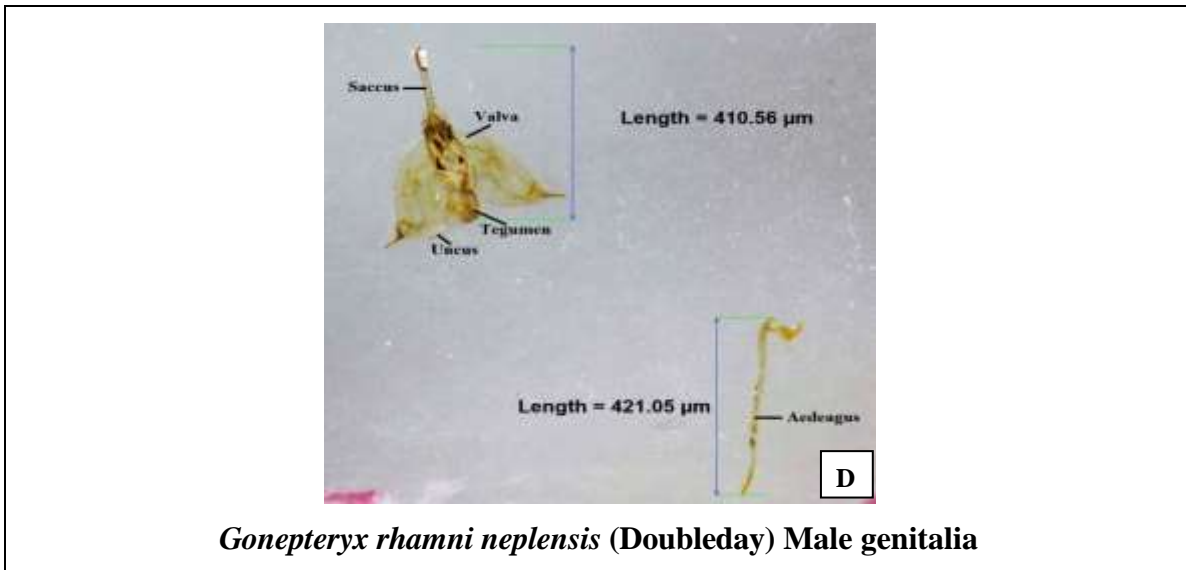 Saccus
Valva
Length = 410.56 µm
Tegumen
Uncus
Length = 421.05 µm
Aedeagus
D
Gonepteryx rhamni neplensis (Doubleday) Male genitalia